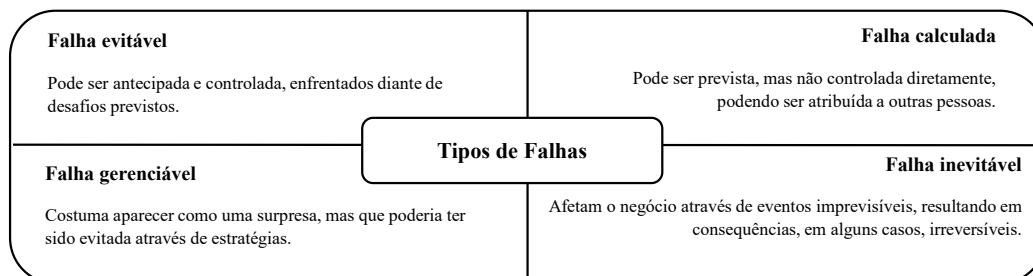 Falha evitável
Pode ser antecipada e controlada, enfrentados diante de
desafios previstos.
Falha calculada
Pode ser prevista, mas não controlada diretamente,
podendo ser atribuída a outras pessoas.
Tipos de Falhas
Falha gerenciável
Costuma aparecer como uma surpresa, mas que poderia ter
sido evitada através de estratégias.
Falha inevitável
Afetam o negócio através de eventos imprevisíveis, resultando em
consequências, em alguns casos, irreversíveis.